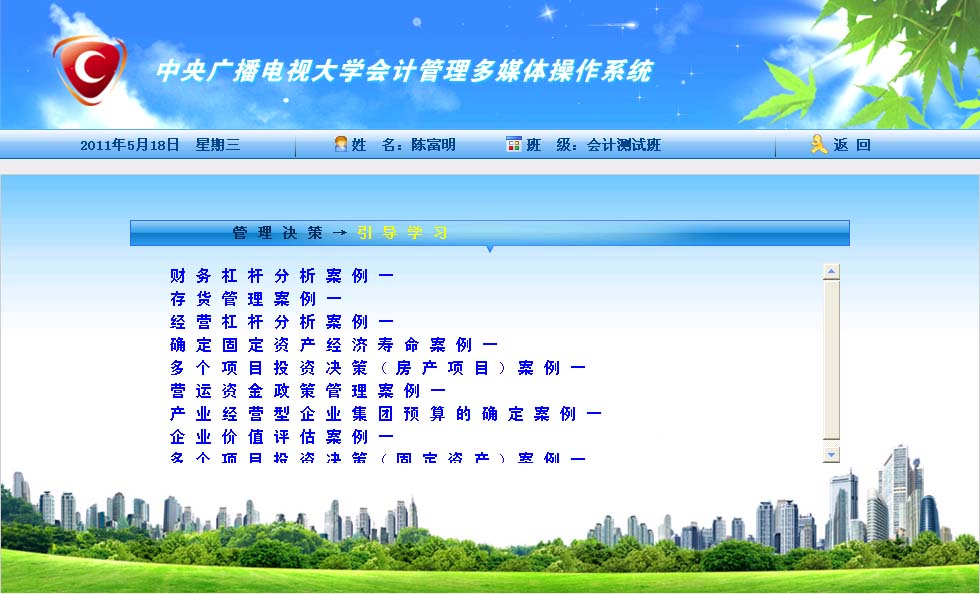 中央广播电视大学会计管理多媒体操作系统
2011年5月18日 星期三 姓 名：陈富明 班 级：会计测试班 返 回
管理决策→引导学习
财务杠杆分析案例一
存货管理案例一
经营杠杆分析案例一
确定固定资产经济寿命案例一
多个项目投资决策（房产项目）案例一
营运资金政策管理案例一
产业经营型企业集团预算的确定案例一
企业价值评估案例一
多个项目投资决策（固定资产）案例一